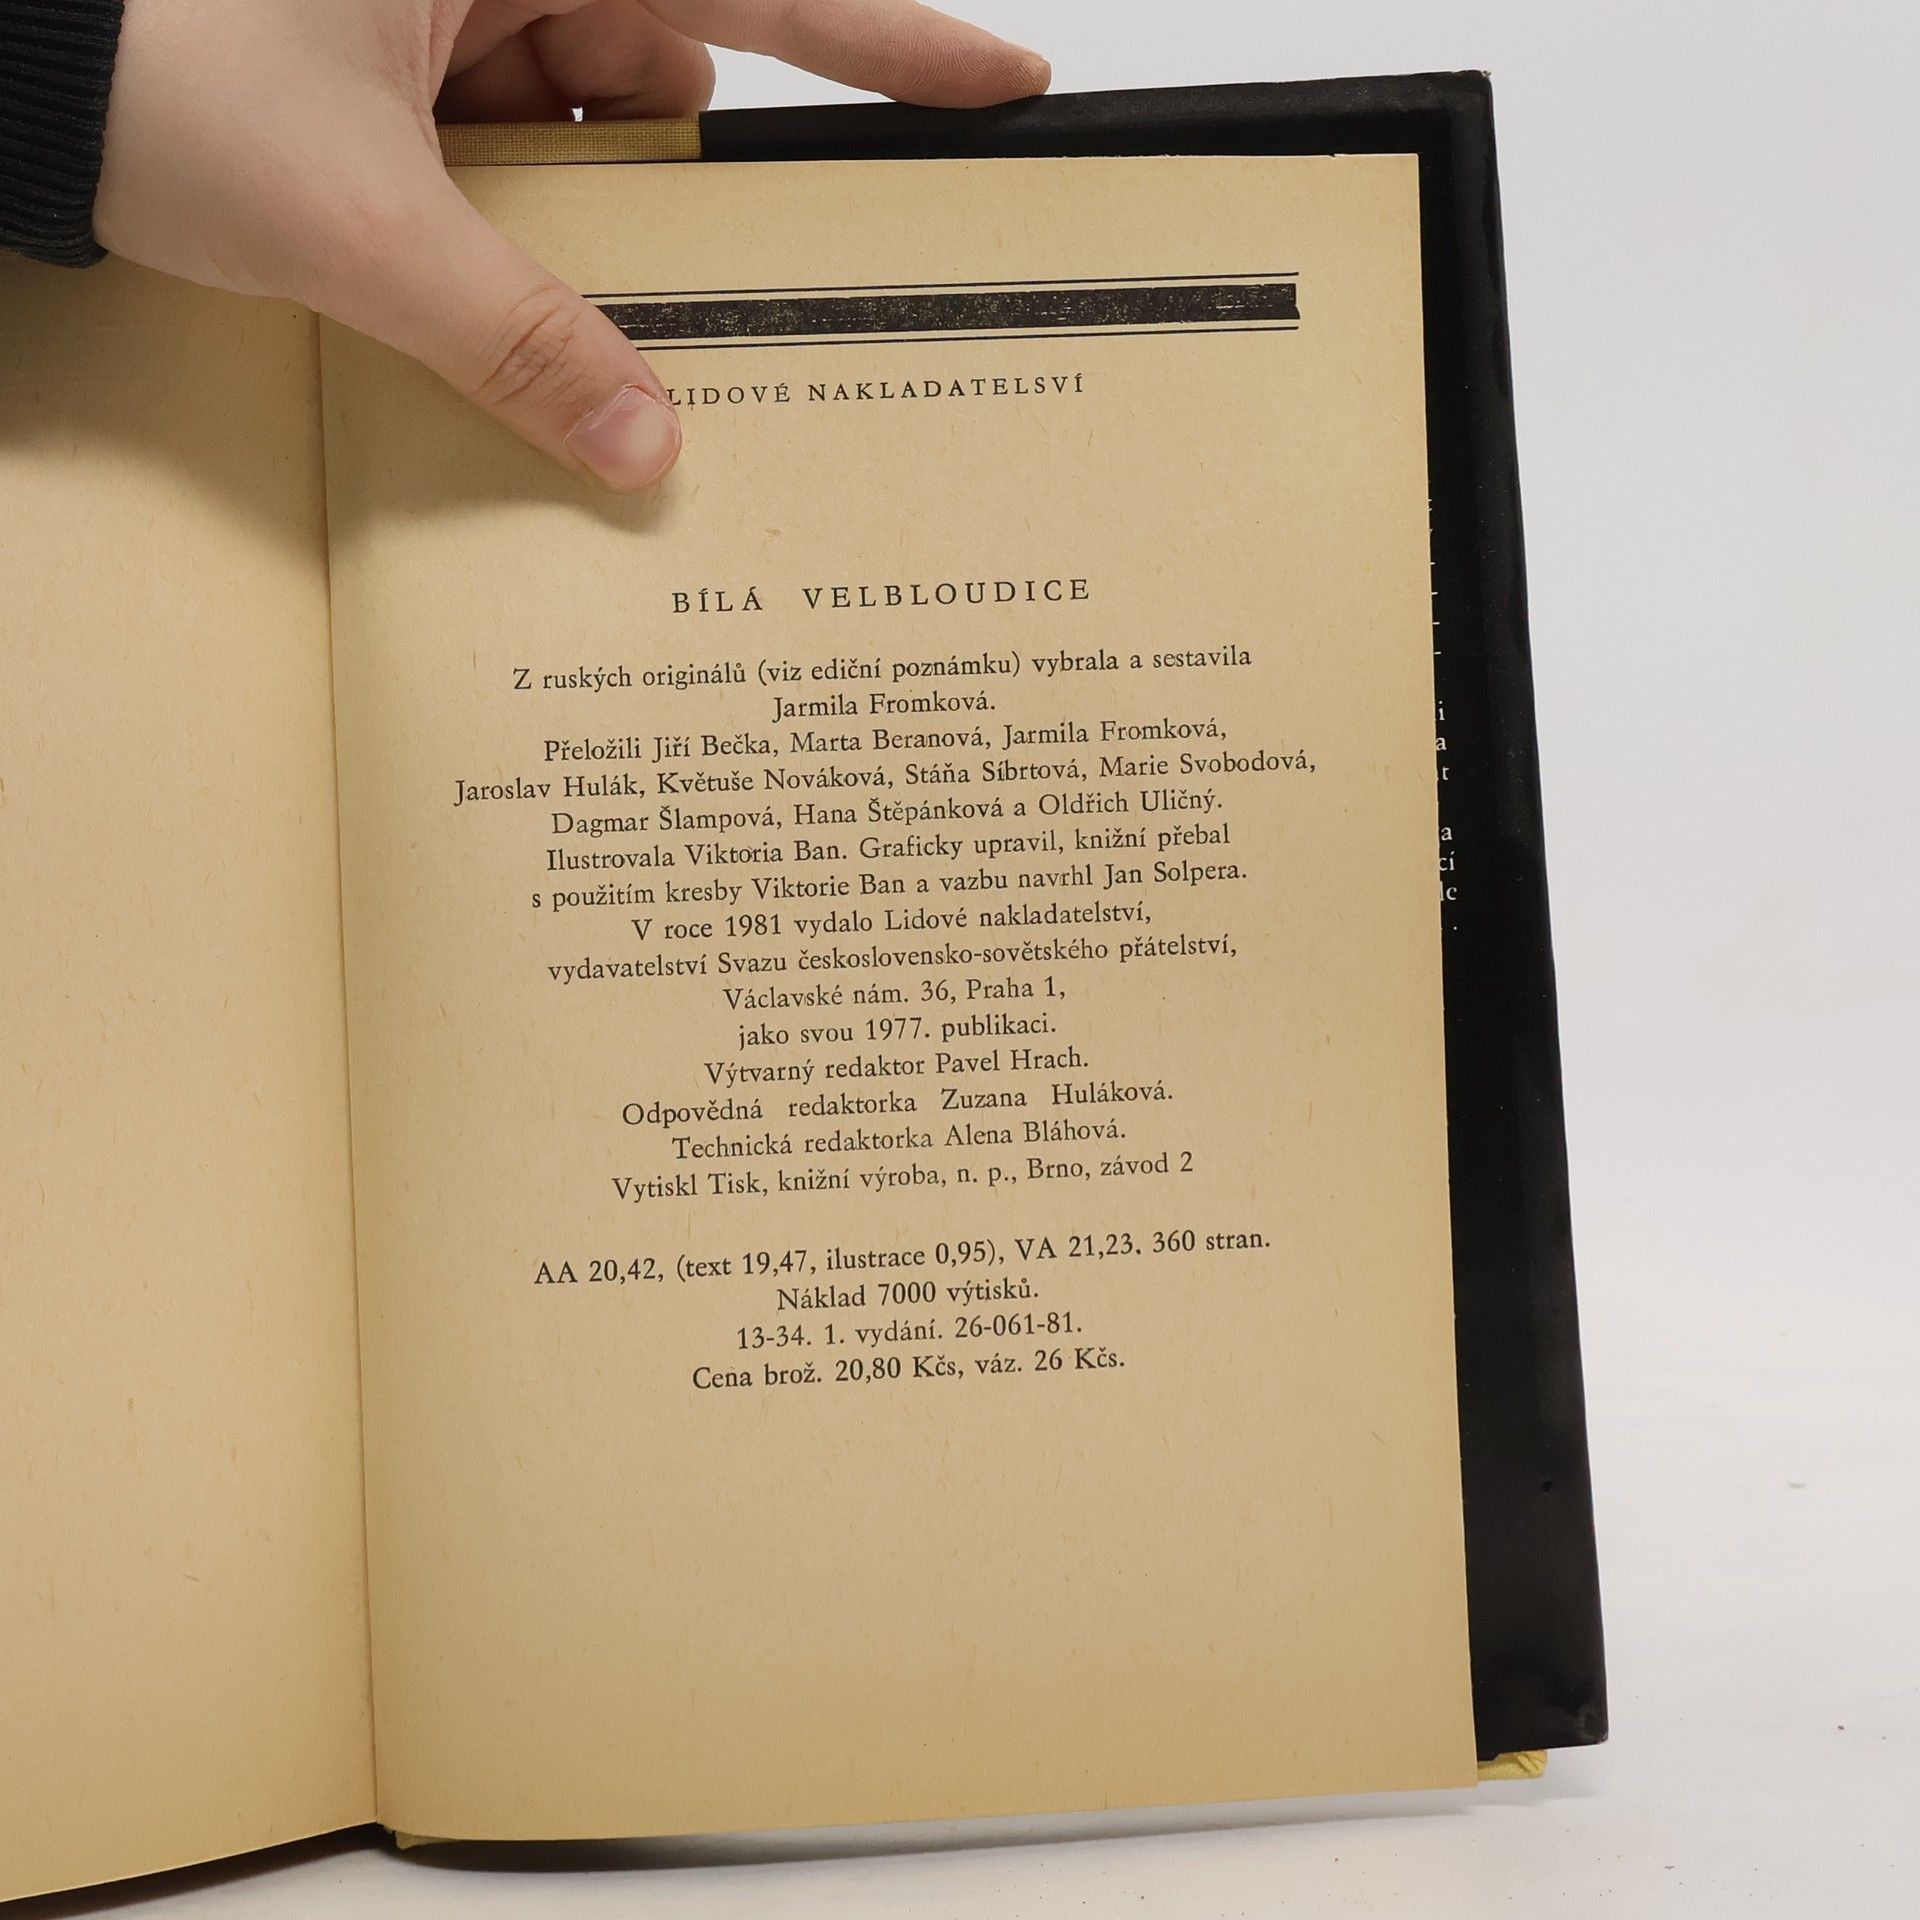 LIDOVÉ NAKLADATELSVÍ
BÍLÁ VELBLOUDICE
Z ruských originálů (viz ediční poznámku) vybrala a sestavila
Jarmila Fromková.
Přeložili Jiří Bečka, Marta Beranová, Jarmila Fromková,
Jaroslav Hulák, Květuše Nováková, Stáňa Síbrtová, Marie Svobodová,
Dagmar Šlampová, Hana Štěpánková a Oldřich Uličný.
Ilustrovala Viktoria Ban. Graficky upravil, knižní přebal
s použitím kresby Viktorie Ban a vazbu navrhl Jan Solpera.
V roce 1981 vydalo Lidové nakladatelství,
vydavatelství Svazu československo-sovětského přátelství,
Václavské nám. 36, Praha 1,
jako svou 1977. publikaci.
Výtvarný redaktor Pavel Hrach.
Odpovědná redaktorka Zuzana Huláková.
Technická redaktorka Alena Bláhová.
Vytiskl Tisk, knižní výroba, n. p., Brno, závod 2
AA 20,42, (text 19,47, ilustrace 0,95), VA 21,23. 360 stran.
Náklad 7000 výtisků.
13-34. 1. vydání. 26-061-81.
Cena brož. 20,80 Kčs, váz. 26 Kčs.